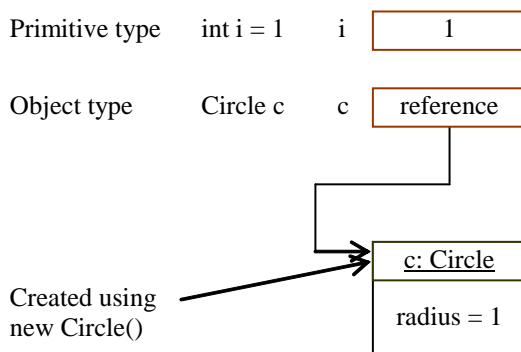 Primitive type int i = 1 i 1
Object type Circle c c reference
c: Circle
Created using
new Circle()
radius = 1